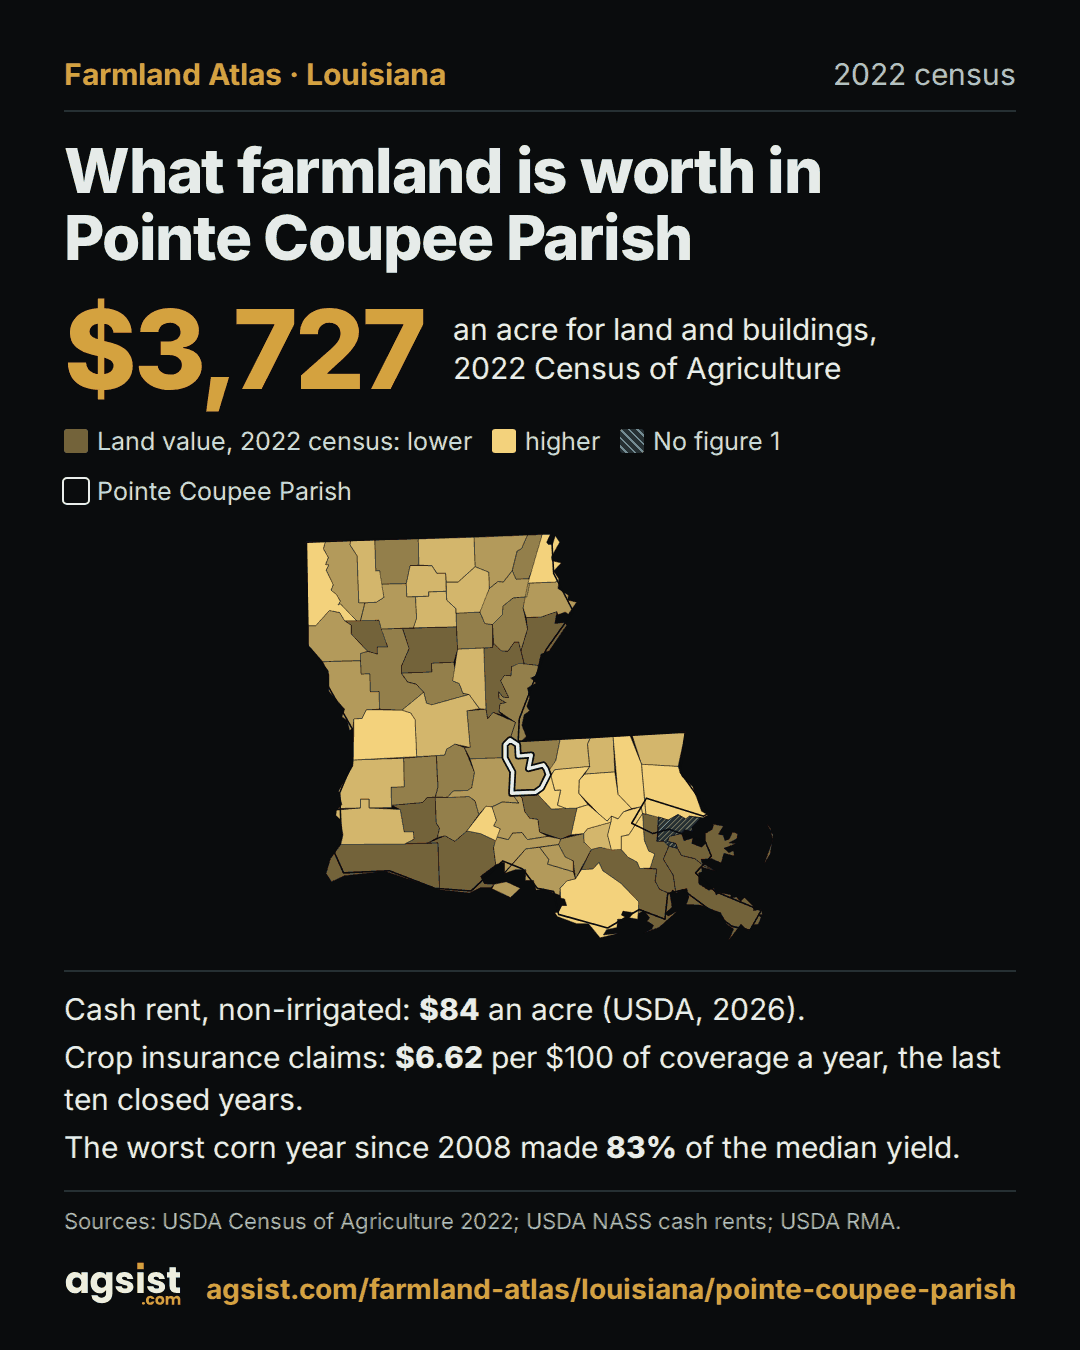 Farmland Atlas · Louisiana
2022 census
What farmland is worth in
Pointe Coupee Parish
$3,727
an acre for land and buildings,
2022 Census of Agriculture
Land value, 2022 census: lower
higher
No figure 1
Pointe Coupee Parish
Cash rent, non-irrigated: $84 an acre (USDA, 2026).
Crop insurance claims: $6.62 per $100 of coverage a year, the last
ten closed years.
The worst corn year since 2008 made 83% of the median yield.
Sources: USDA Census of Agriculture 2022; USDA NASS cash rents; USDA RMA.
agsist
.com
agsist.com/farmland-atlas/louisiana/pointe-coupee-parish